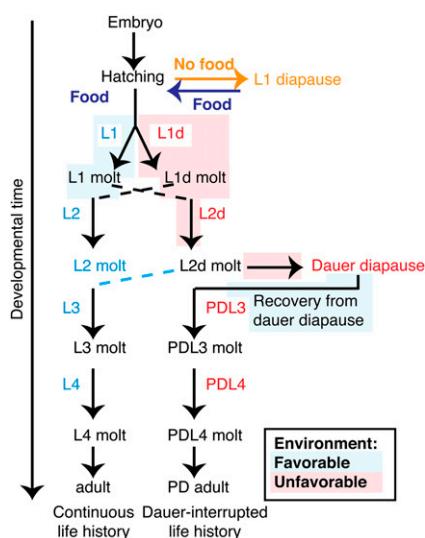 Embryo
No food
Hatching
L1 diapause
Food
Food
L1
L1d
L1 molt
L1d molt
L2
L2d
L2 molt
L2d molt
Dauer diapause
L3
PDL3
Recovery from
dauer diapause
L3 molt
PDL3 molt
L4
PDL4
L4 molt
PDL4 molt
adult
PD adult
Continuous
life history
Dauer-interrupted
life history
Developmental time
Environment:
Favorable
Unfavorable